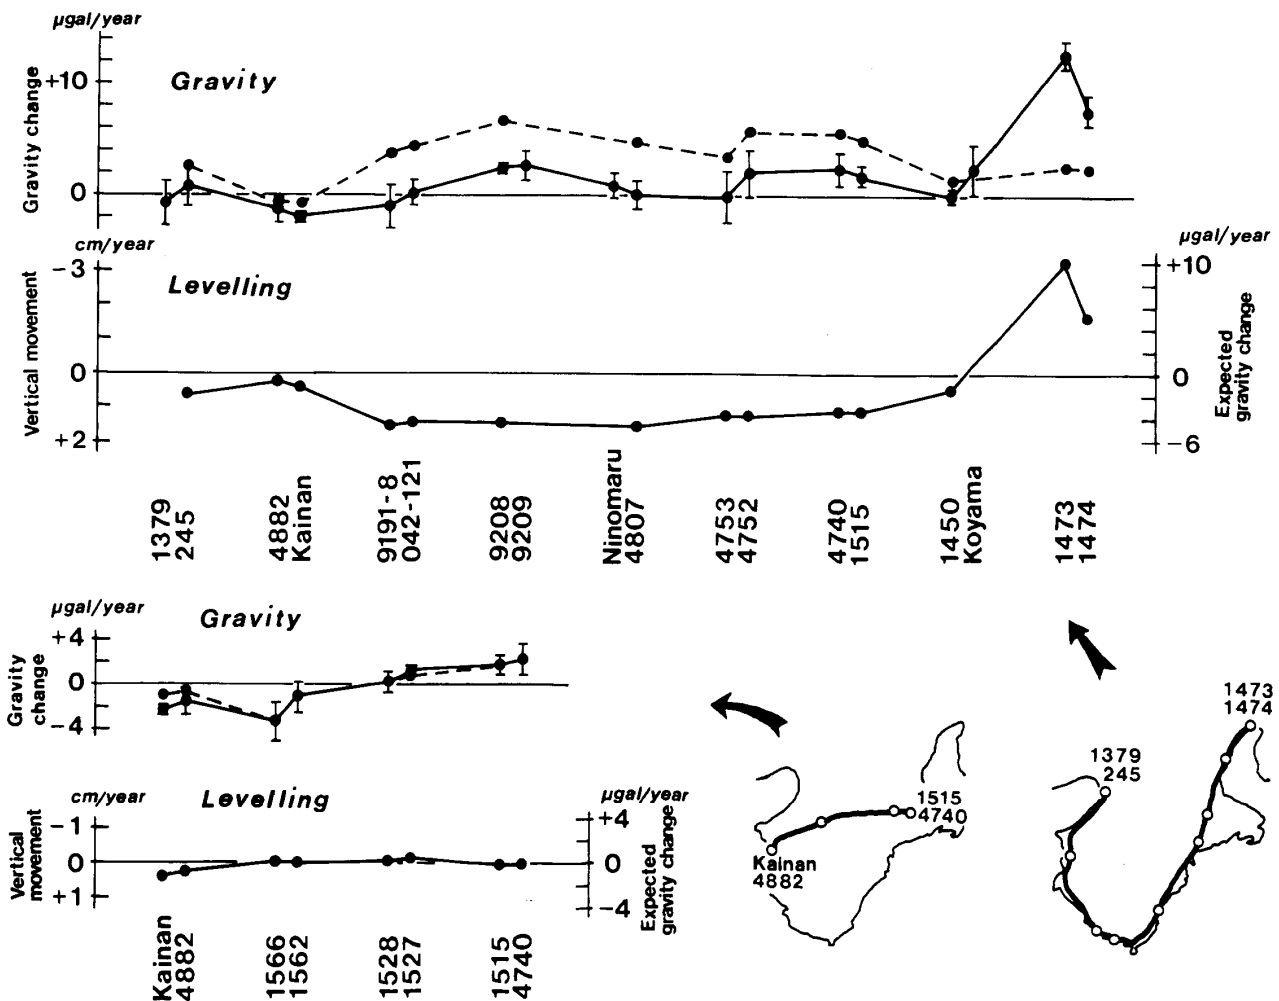 µgal/year
Gravity change
+10
0
Gravity
cm/year
Vertical movement
−3
0
+2
Levelling
µgal/year
+10
0
−6
Expected
gravity change
1379
245
4882
Kainan
9191-8
042-121
9208
9209
Ninomaru
4807
4753
4752
4740
1515
1450
Koyama
1473
1474
µgal/year
Gravity
change
+4
0
−4
Gravity
cm/year
Vertical
movement
−1
0
+1
Levelling
µgal/year
+4
0
−4
Expected
gravity change
Kainan
4882
1566
1562
1528
1527
1515
4740
1515
4740
Kainan
4882
1473
1474
1379
245